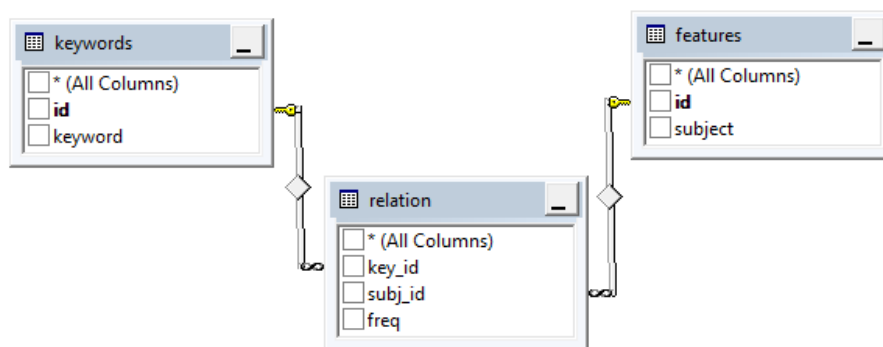 keywords
* (All Columns)
id
keyword
features
* (All Columns)
id
subject
relation
* (All Columns)
key_id
subj_id
freq